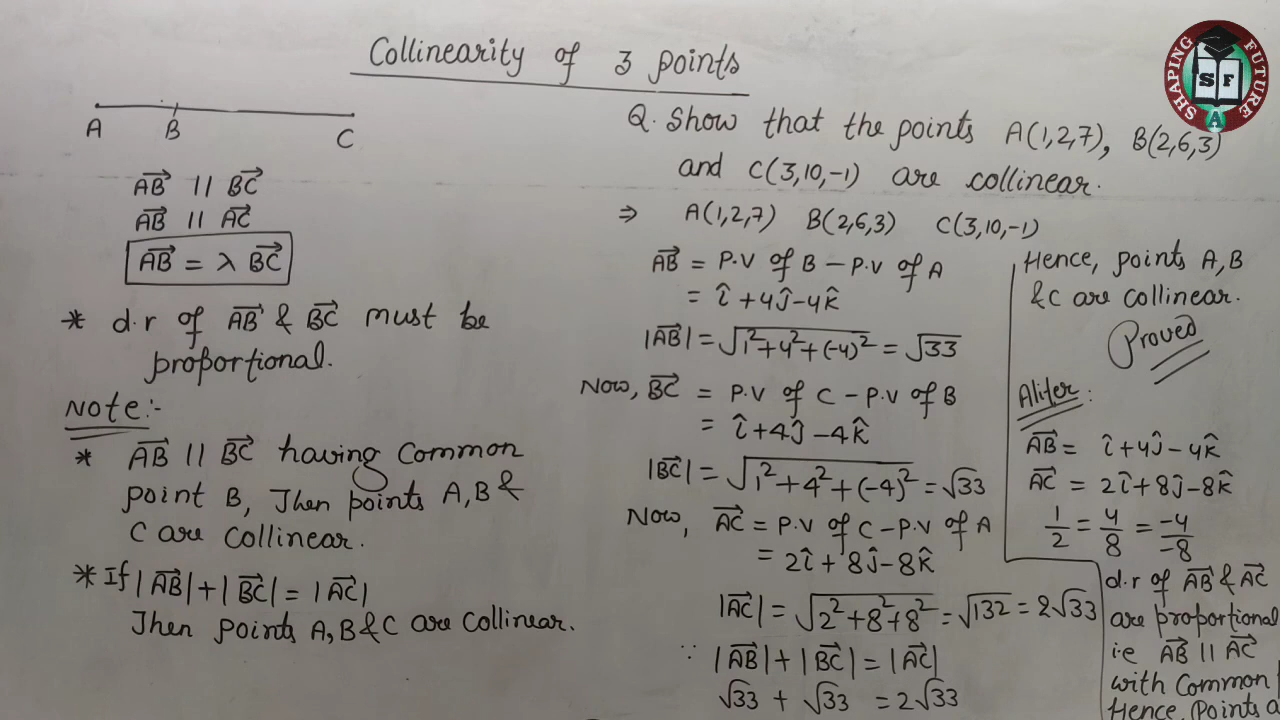 Collinearity of 3 points
SHAPING FUTURE
S F
A
A B C
AB⃗ || BC⃗
AB⃗ || AC⃗
AB⃗ = λ BC⃗
* d.r of AB⃗ & BC⃗ must be
proportional.
Note:-
* AB⃗ || BC⃗ having common
point B, Then points A, B &
C are collinear.
* If |AB⃗| + |BC⃗| = |AC⃗|
Then points A, B & C are collinear.
Q. Show that the points A(1,2,7), B(2,6,3)
and C(3,10,-1) are collinear.
⇒ A(1,2,7) B(2,6,3) C(3,10,-1)
AB⃗ = P.V of B - P.V of A
= î + 4ĵ - 4k̂
|AB⃗| = √(1² + 4² + (-4)²) = √33
Now, BC⃗ = P.V of C - P.V of B
= î + 4ĵ - 4k̂
|BC⃗| = √(1² + 4² + (-4)²) = √33
Now, AC⃗ = P.V of C - P.V of A
= 2î + 8ĵ - 8k̂
|AC⃗| = √(2² + 8² + 8²) = √132 = 2√33
∵ |AB⃗| + |BC⃗| = |AC⃗|
√33 + √33 = 2√33
Hence, points A, B
& C are collinear.
Proved
Aliter:
AB⃗ = î + 4ĵ - 4k̂
AC⃗ = 2î + 8ĵ - 8k̂
1/2 = 4/8 = -4/-8
d.r of AB⃗ & AC⃗
are proportional
i.e AB⃗ || AC⃗
with common
Hence, Points